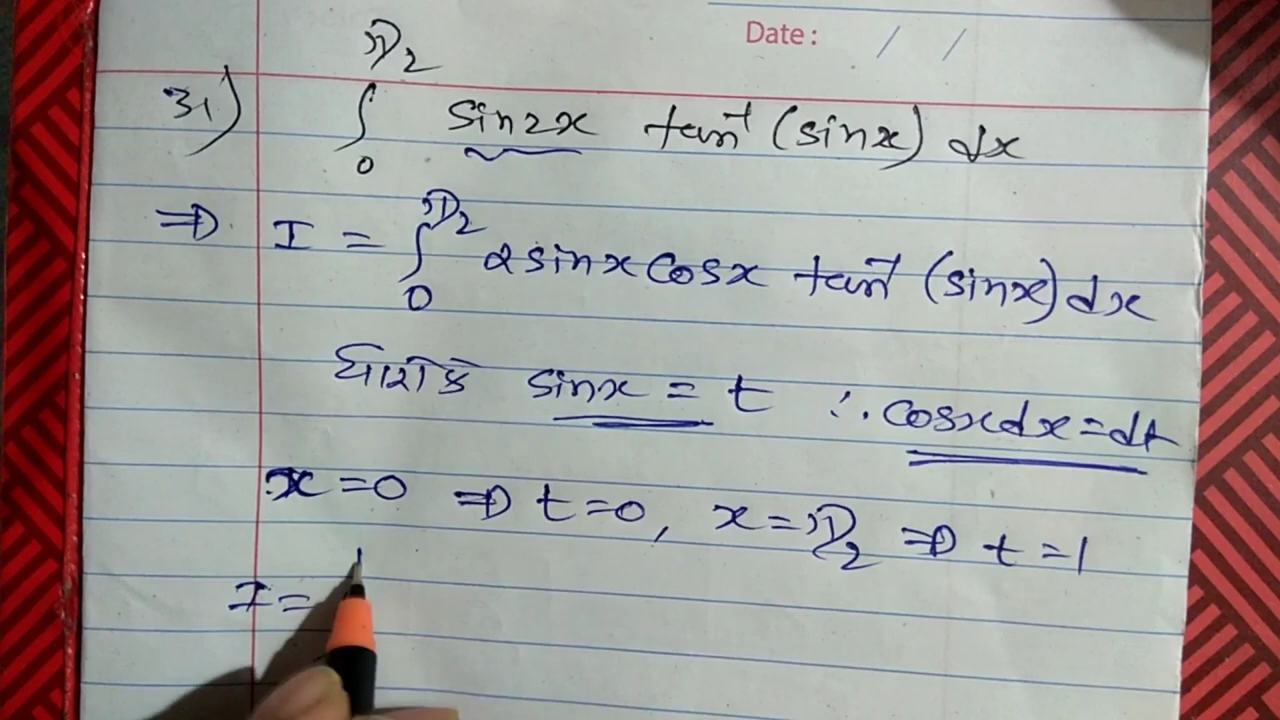 Date: / /
31) ∫₀^(π/2) sin2x tan⁻¹ (sinx) dx
⇒ I = ∫₀^(π/2) 2sinx cosx tan⁻¹ (sinx) dx
ધારોકે sinx = t ∴ cosxdx = dt
x = 0 ⇒ t = 0, x = π/2 ⇒ t = 1
I =